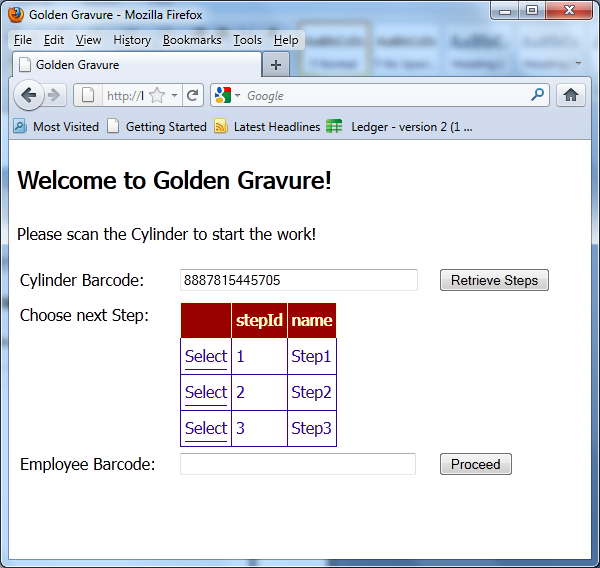 Golden Gravure - Mozilla Firefox
File Edit View History Bookmarks Tools Help
Golden Gravure
http://l Google
Most Visited Getting Started Latest Headlines Ledger - version 2 (1 ...
Welcome to Golden Gravure!
Please scan the Cylinder to start the work!
Cylinder Barcode: 8887815445705 Retrieve Steps
Choose next Step: stepId name
Select 1 Step1
Select 2 Step2
Select 3 Step3
Employee Barcode: Proceed